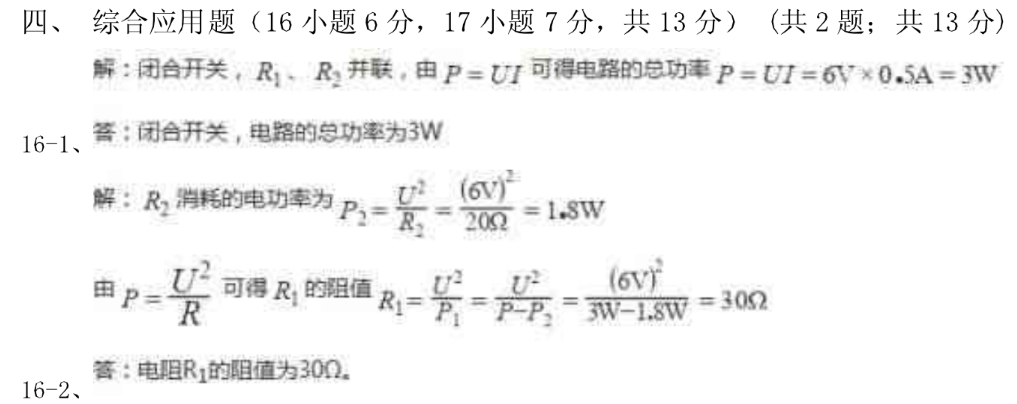 四、 综合应用题（16 小题 6 分，17 小题 7 分，共 13 分） （共 2 题；共 13 分）
解：闭合开关，R₁、R₂并联，由 P = UI 可得电路的总功率 P = UI = 6V × 0.5A = 3W
16-1、答：闭合开关，电路的总功率为3W
解：R₂ 消耗的电功率为 P₂ = U²/R₂ = (6V)²/20Ω = 1.8W
由 P = U²/R 可得 R₁ 的阻值 R₁ = U²/P₁ = U²/P−P₂ = (6V)²/3W−1.8W = 30Ω
16-2、答：电阻R₁的阻值为30Ω。